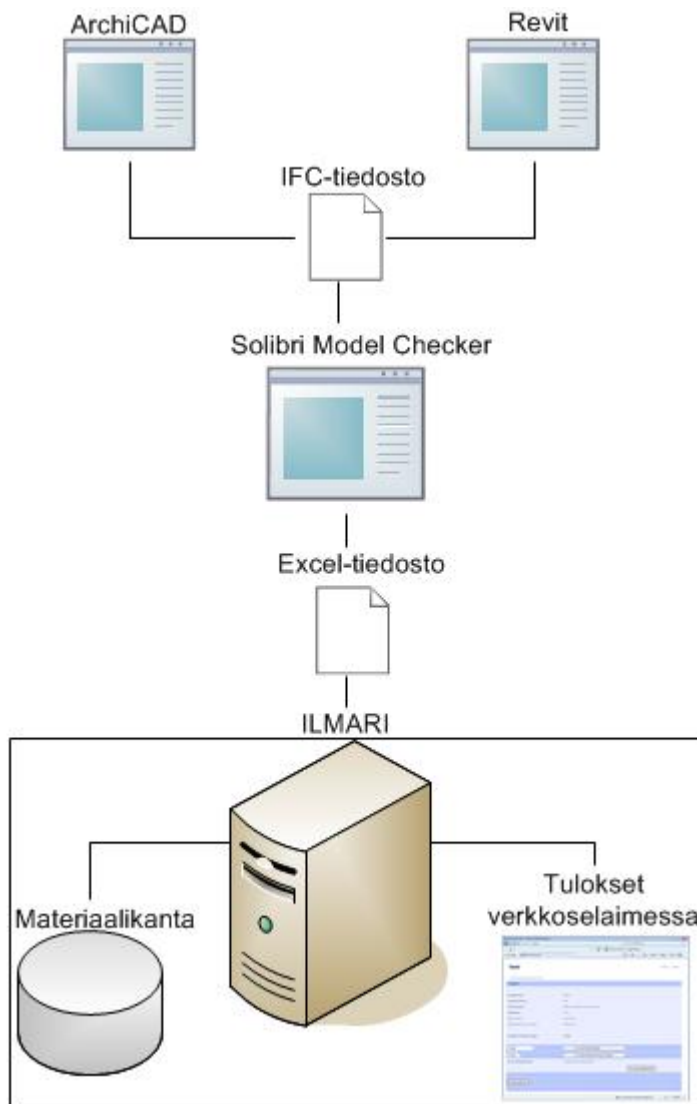 ArchiCAD
Revit
IFC-tiedosto
Solibri Model Checker
Excel-tiedosto
ILMARI
Materiaalikanta
Tulokset
verkkoselaimessa